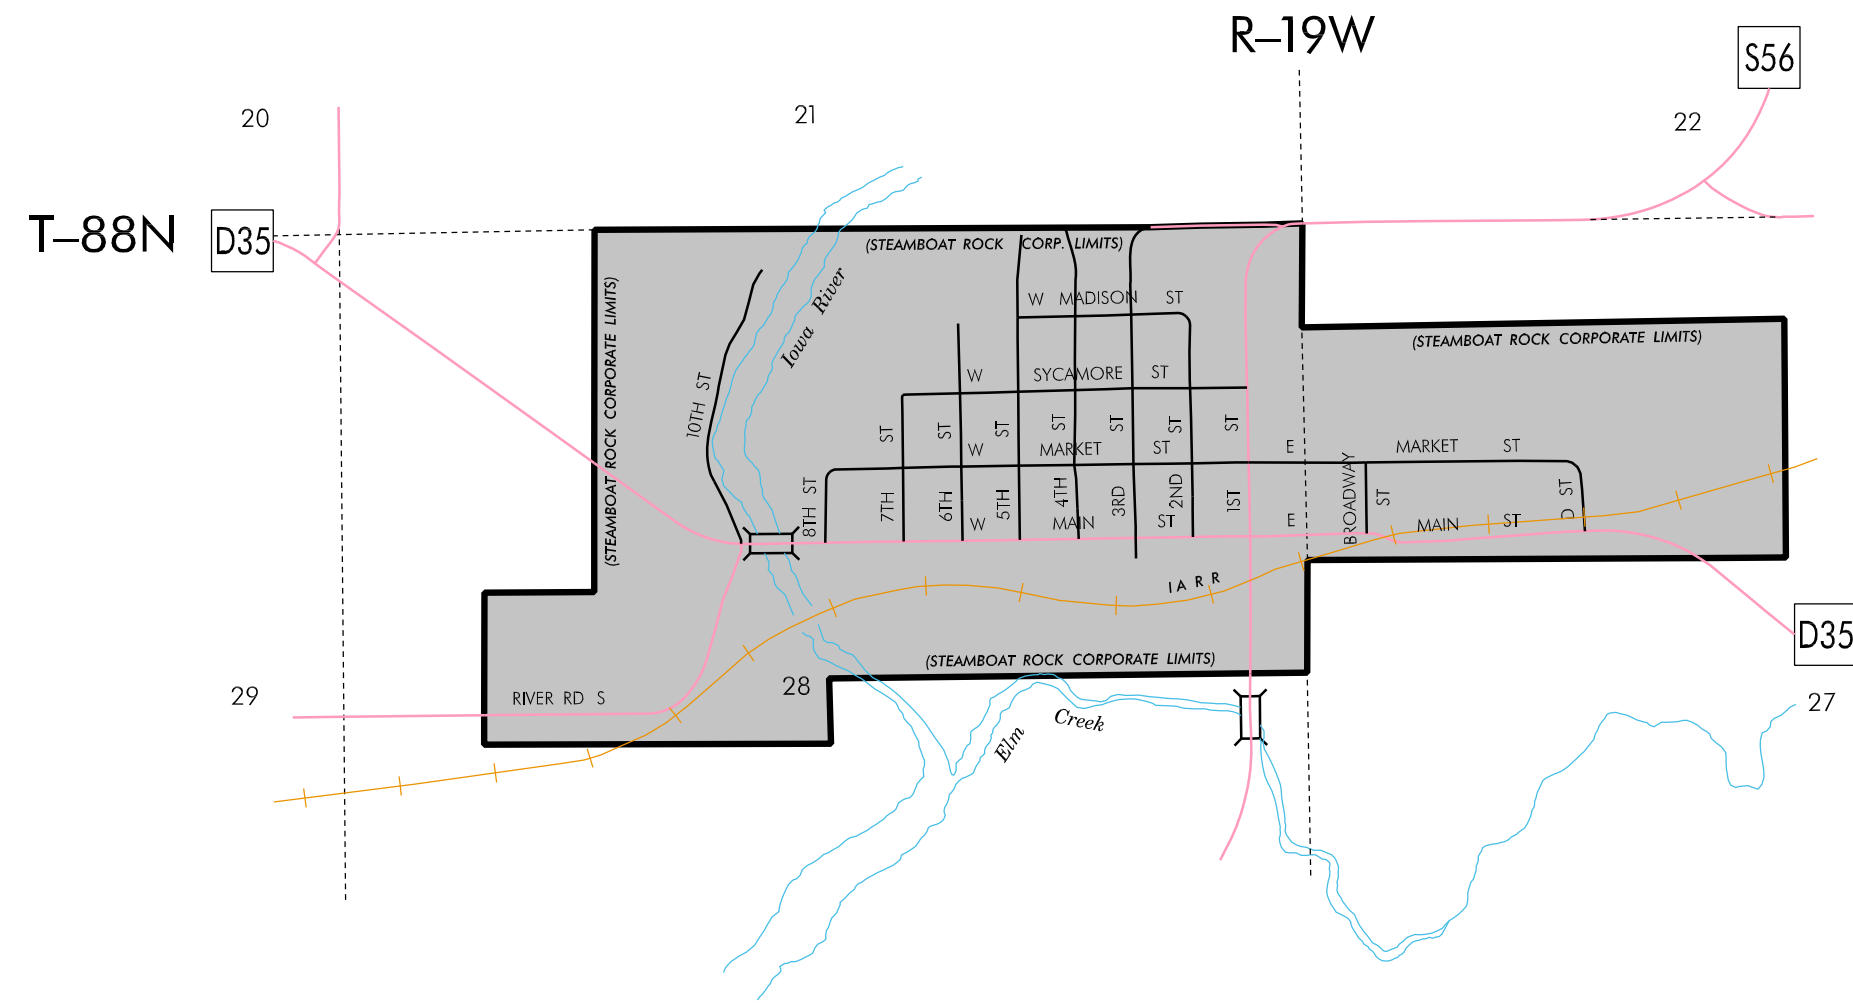 R–19W
S56
20
21
22
T–88N
D35
(STEAMBOAT ROCK CORP. LIMITS)
(STEAMBOAT ROCK CORPORATE LIMITS)
Iowa River
W MADISON ST
(STEAMBOAT ROCK CORPORATE LIMITS)
10TH ST
W SYCAMORE ST
W MARKET ST
E MARKET ST
8TH ST
7TH ST
6TH ST
5TH ST
4TH ST
3RD ST
2ND ST
1ST ST
BROADWAY ST
D ST
W MAIN ST
E MAIN ST
IARR
D35
(STEAMBOAT ROCK CORPORATE LIMITS)
29
RIVER RD S
28
27
Elm Creek